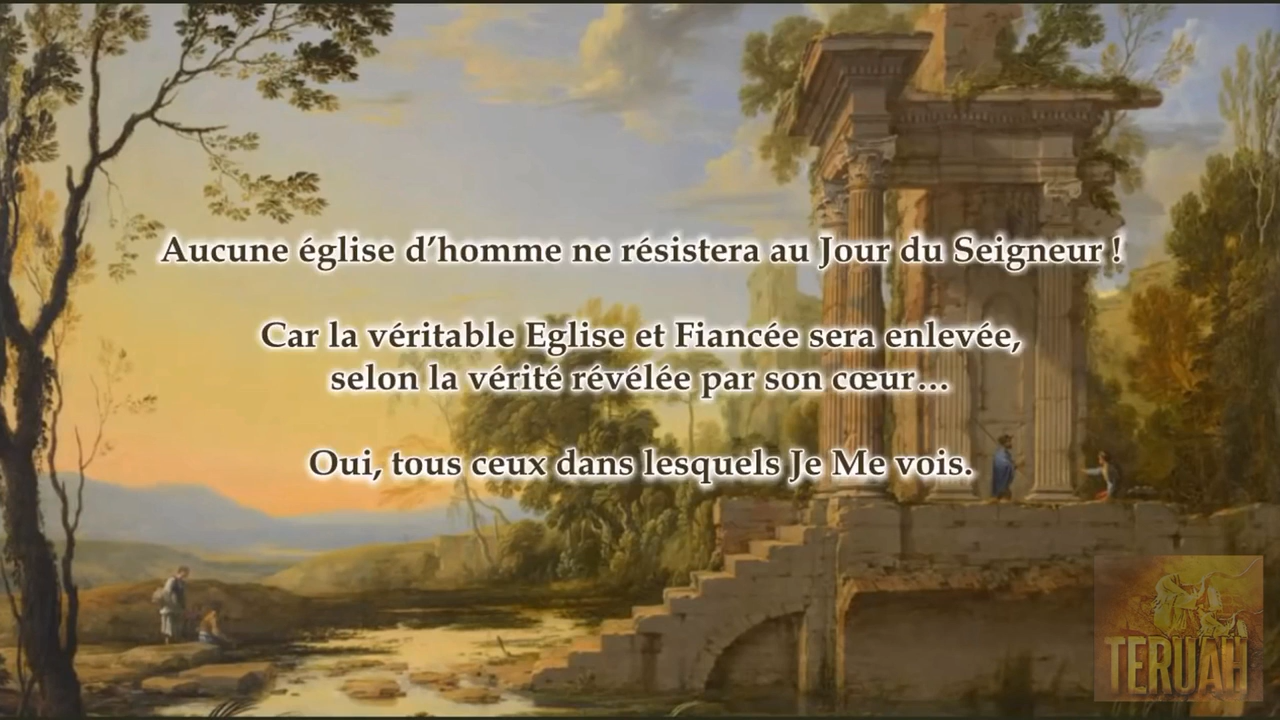 Aucune église d’homme ne résistera au Jour du Seigneur !
Car la véritable Eglise et Fiancée sera enlevée,
selon la vérité révélée par son cœur…
Oui, tous ceux dans lesquels Je Me vois.
TERUAH